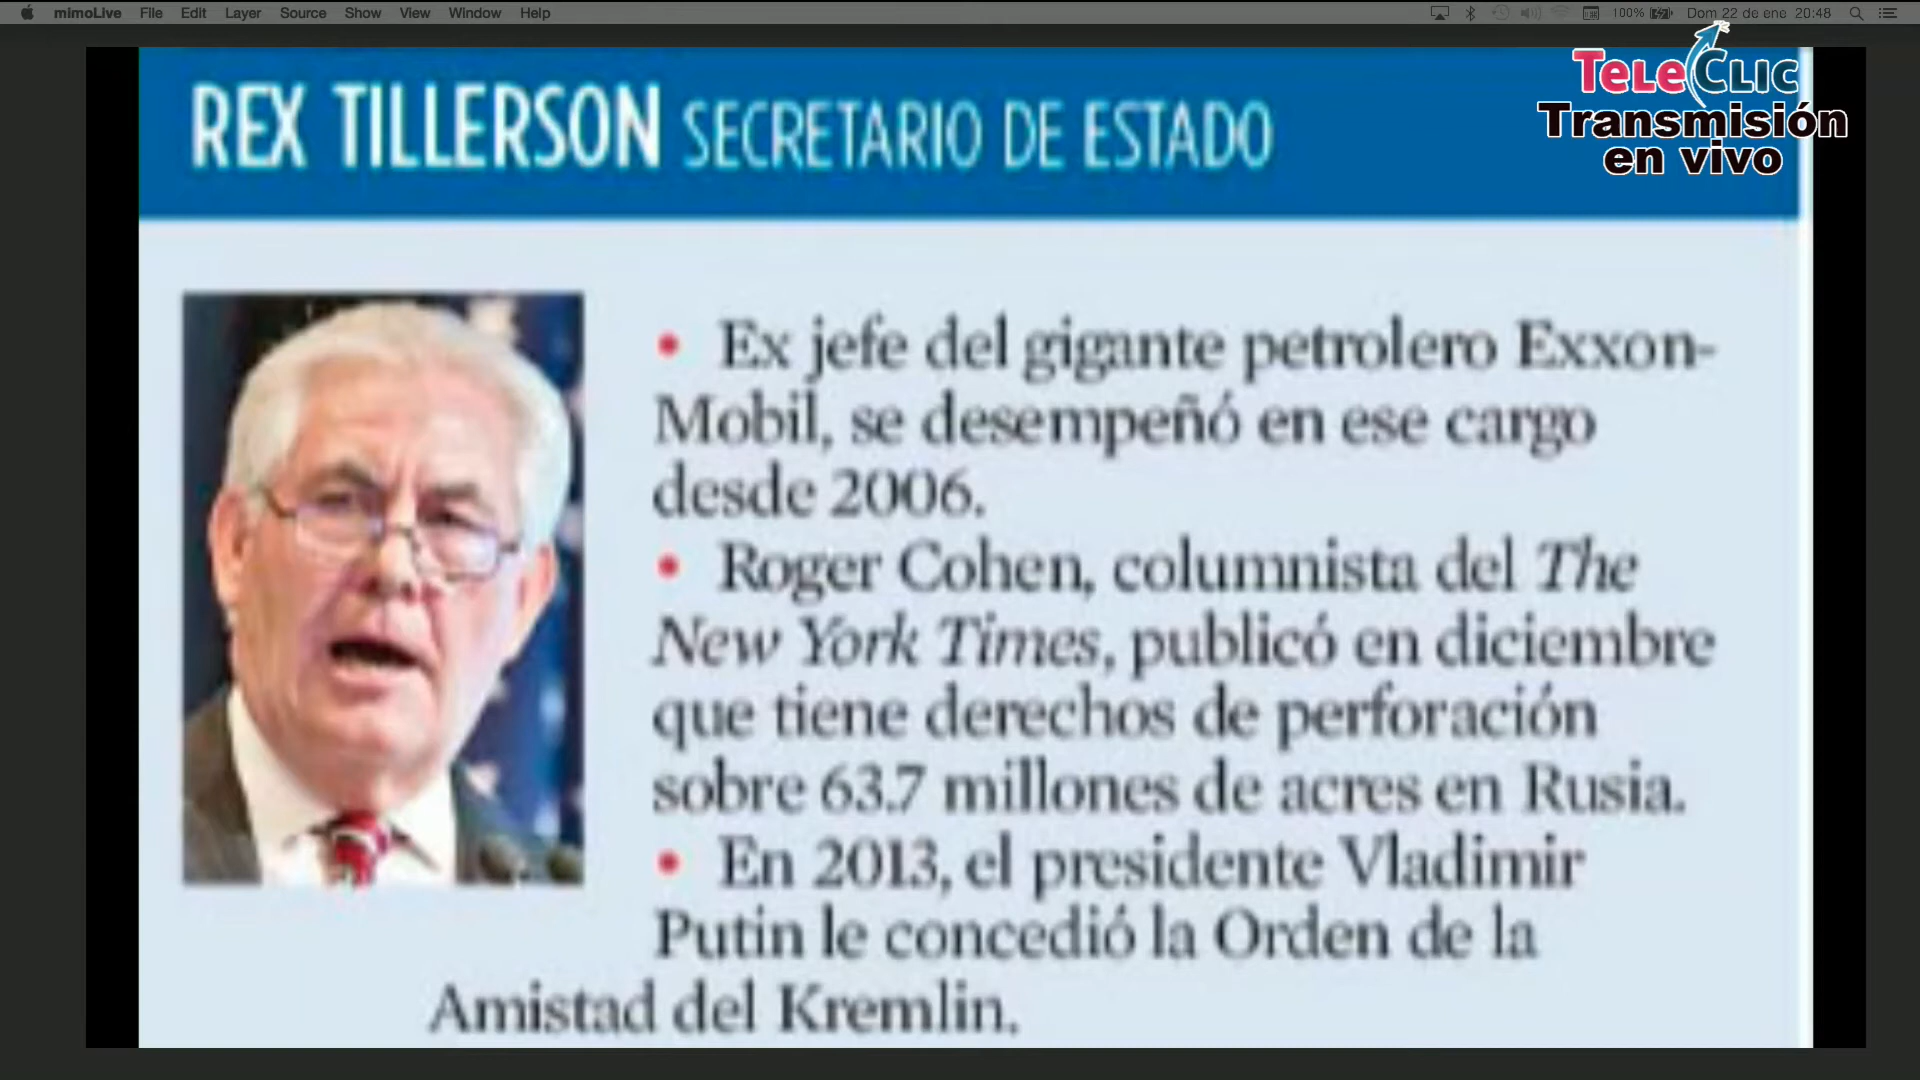 mimoLive File Edit Layer Source Show View Window Help 100% Dom 22 de ene 20:48
TELECLIC
Transmisión
en vivo
REX TILLERSON SECRETARIO DE ESTADO
• Ex jefe del gigante petrolero Exxon-
Mobil, se desempeñó en ese cargo
desde 2006.
• Roger Cohen, columnista del The
New York Times, publicó en diciembre
que tiene derechos de perforación
sobre 63.7 millones de acres en Rusia.
• En 2013, el presidente Vladimir
Putin le concedió la Orden de la
Amistad del Kremlin.